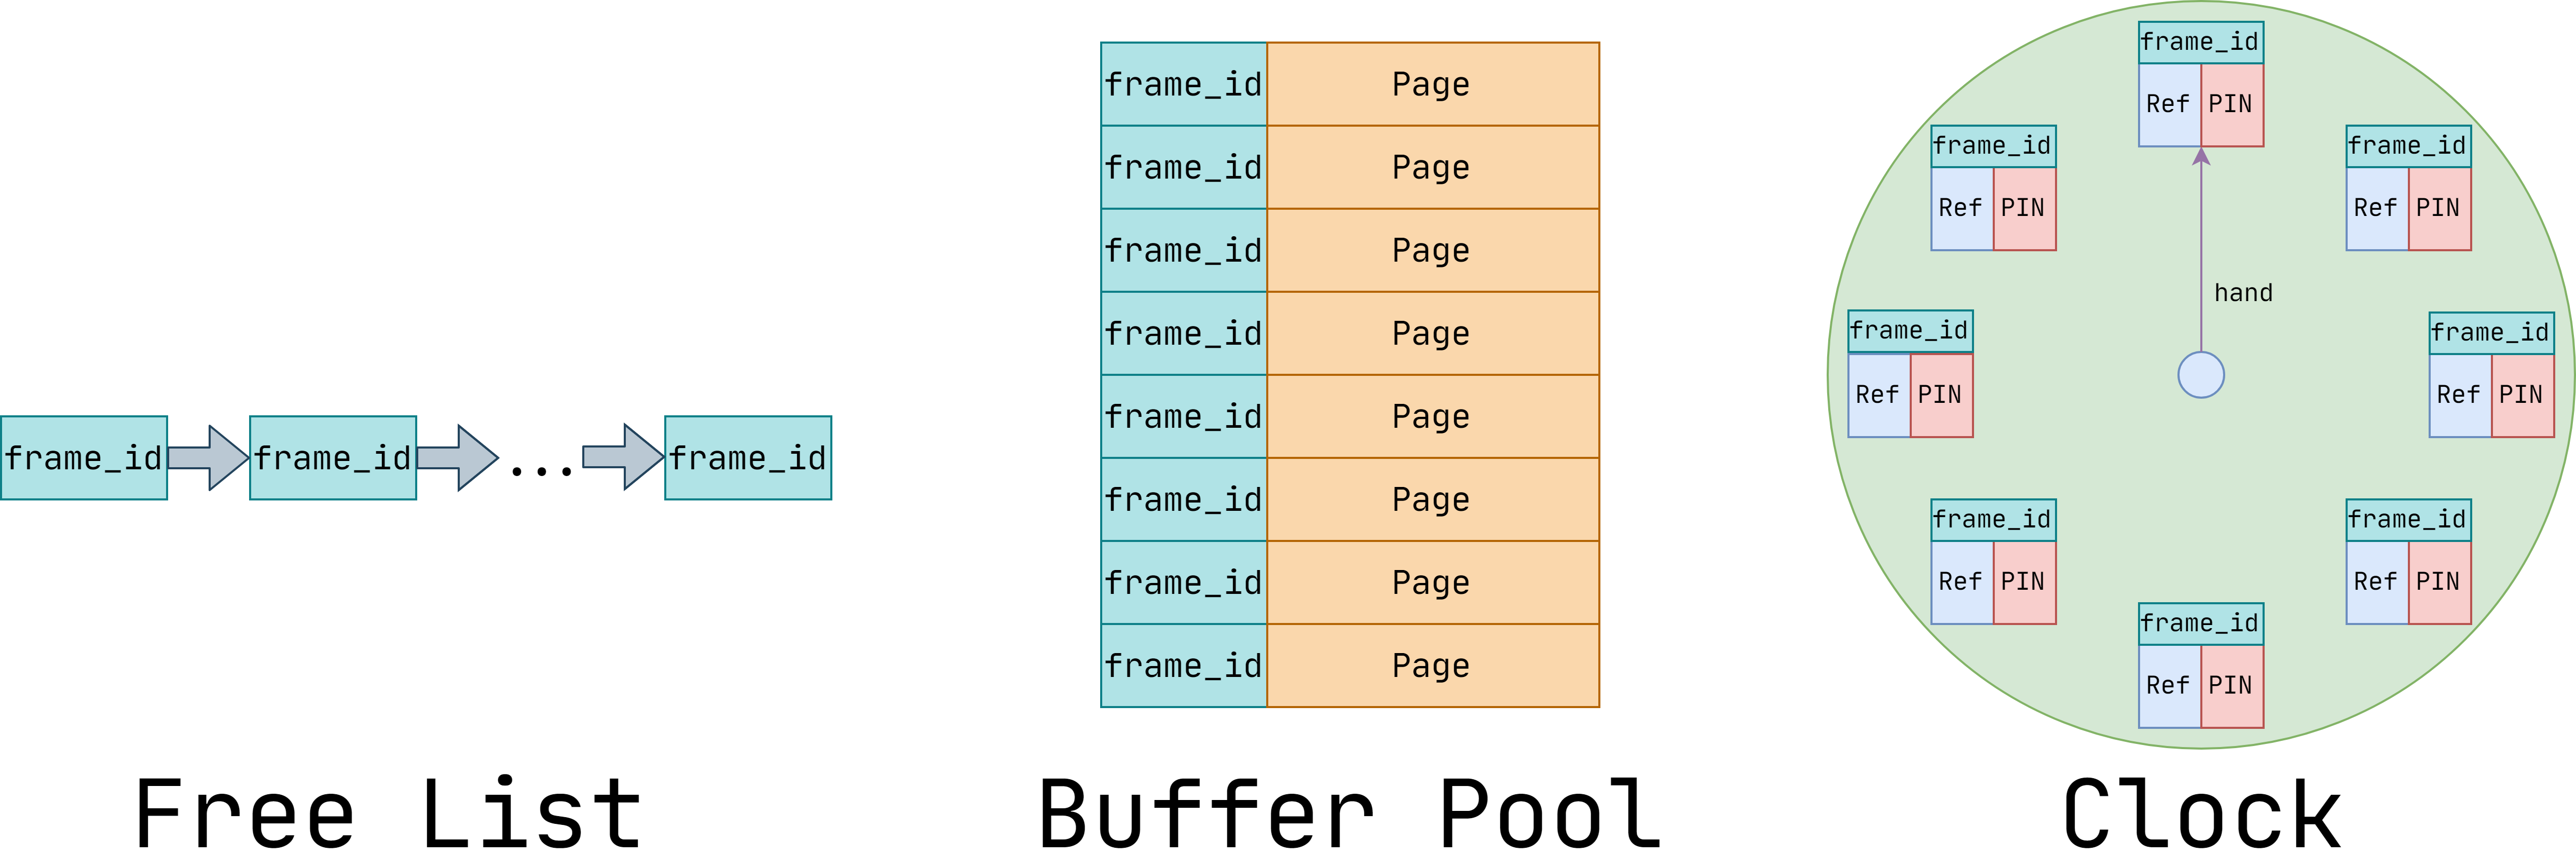 frame_id
frame_id
...
frame_id
Free List
frame_id Page
frame_id Page
frame_id Page
frame_id Page
frame_id Page
frame_id Page
frame_id Page
frame_id Page
Buffer Pool
frame_id
Ref PIN
frame_id
Ref PIN
frame_id
Ref PIN
hand
frame_id
Ref PIN
frame_id
Ref PIN
frame_id
Ref PIN
frame_id
Ref PIN
frame_id
Ref PIN
Clock